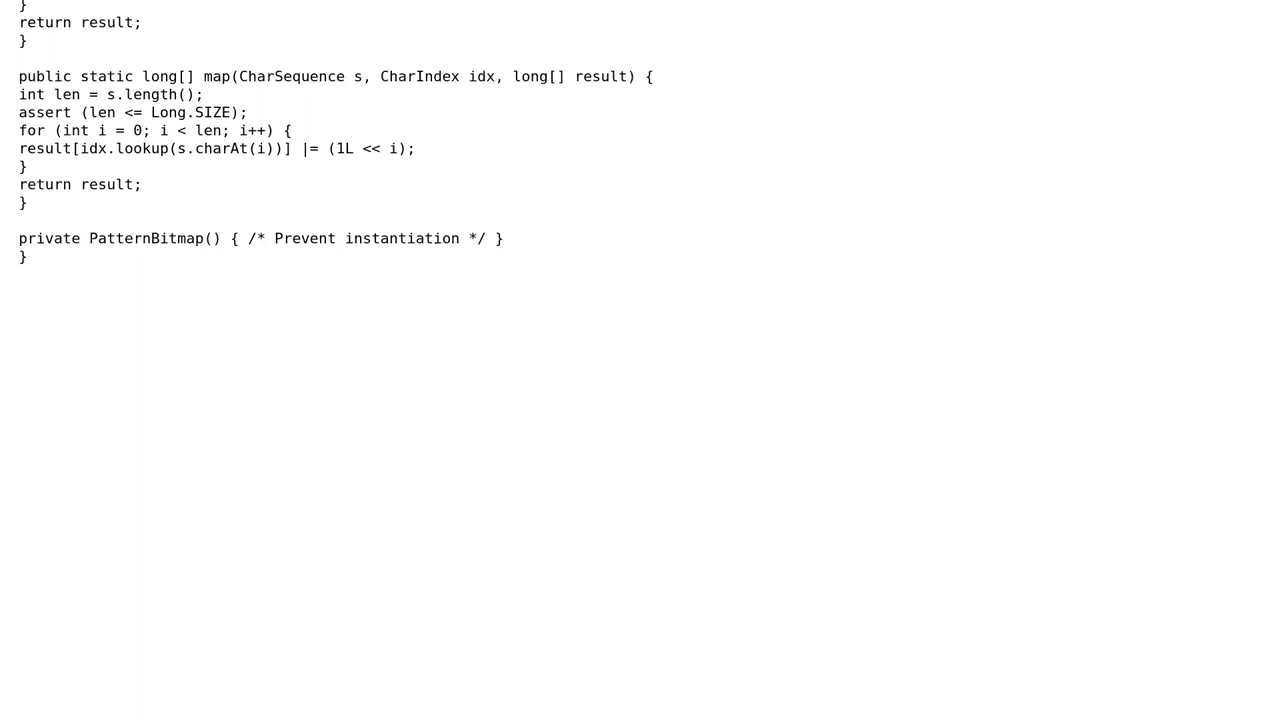 }
return result;
}

public static long[] map(CharSequence s, CharIndex idx, long[] result) {
int len = s.length();
assert (len <= Long.SIZE);
for (int i = 0; i < len; i++) {
result[idx.lookup(s.charAt(i))] |= (1L << i);
}
return result;
}

private PatternBitmap() { /* Prevent instantiation */ }
}